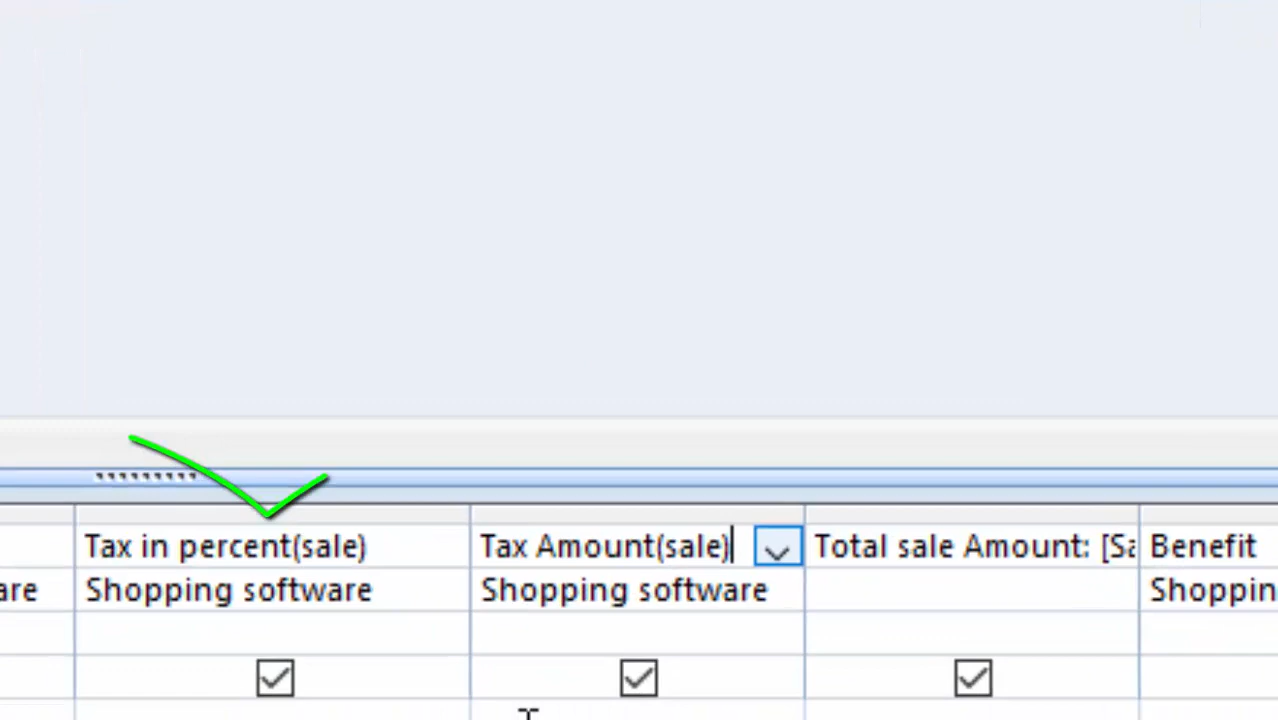 Tax in percent(sale) Tax Amount(sale) Total sale Amount: [Sa Benefit
are Shopping software Shopping software Shoppin